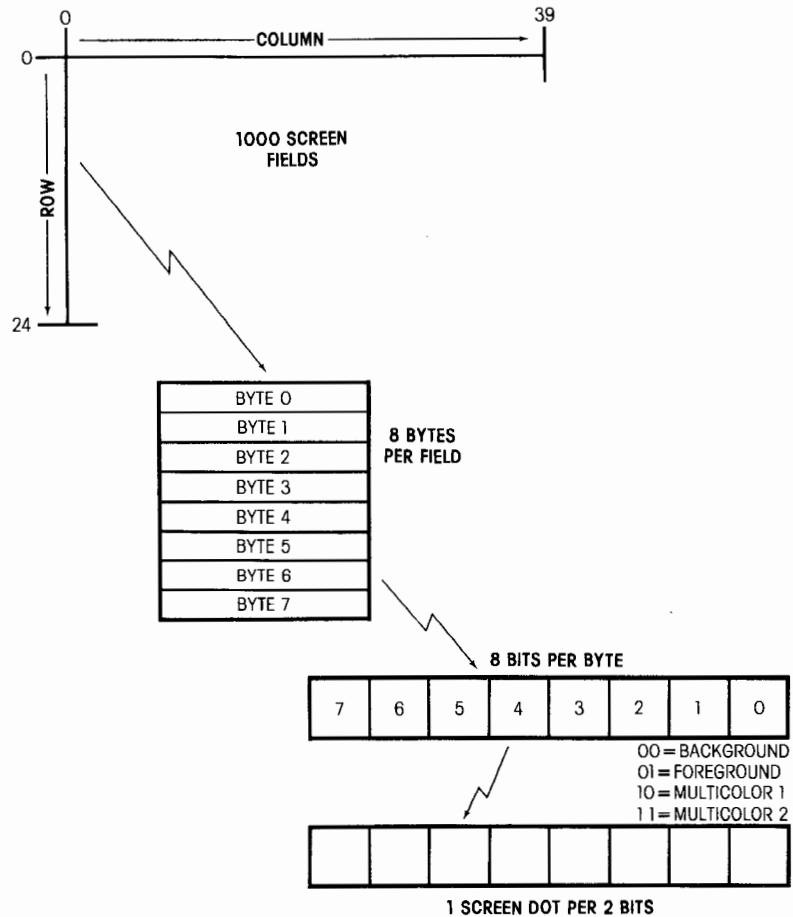 0
39
COLUMN
0
1000 SCREEN
FIELDS
ROW
24
BYTE 0
BYTE 1
8 BYTES
BYTE 2
PER FIELD
BYTE 3
BYTE 4
BYTE 5
BYTE 6
BYTE 7
8 BITS PER BYTE
7 6 5 4 3 2 1 0
00=BACKGROUND
01=FOREGROUND
10=MULTICOLOR 1
11=MULTICOLOR 2
1 SCREEN DOT PER 2 BITS